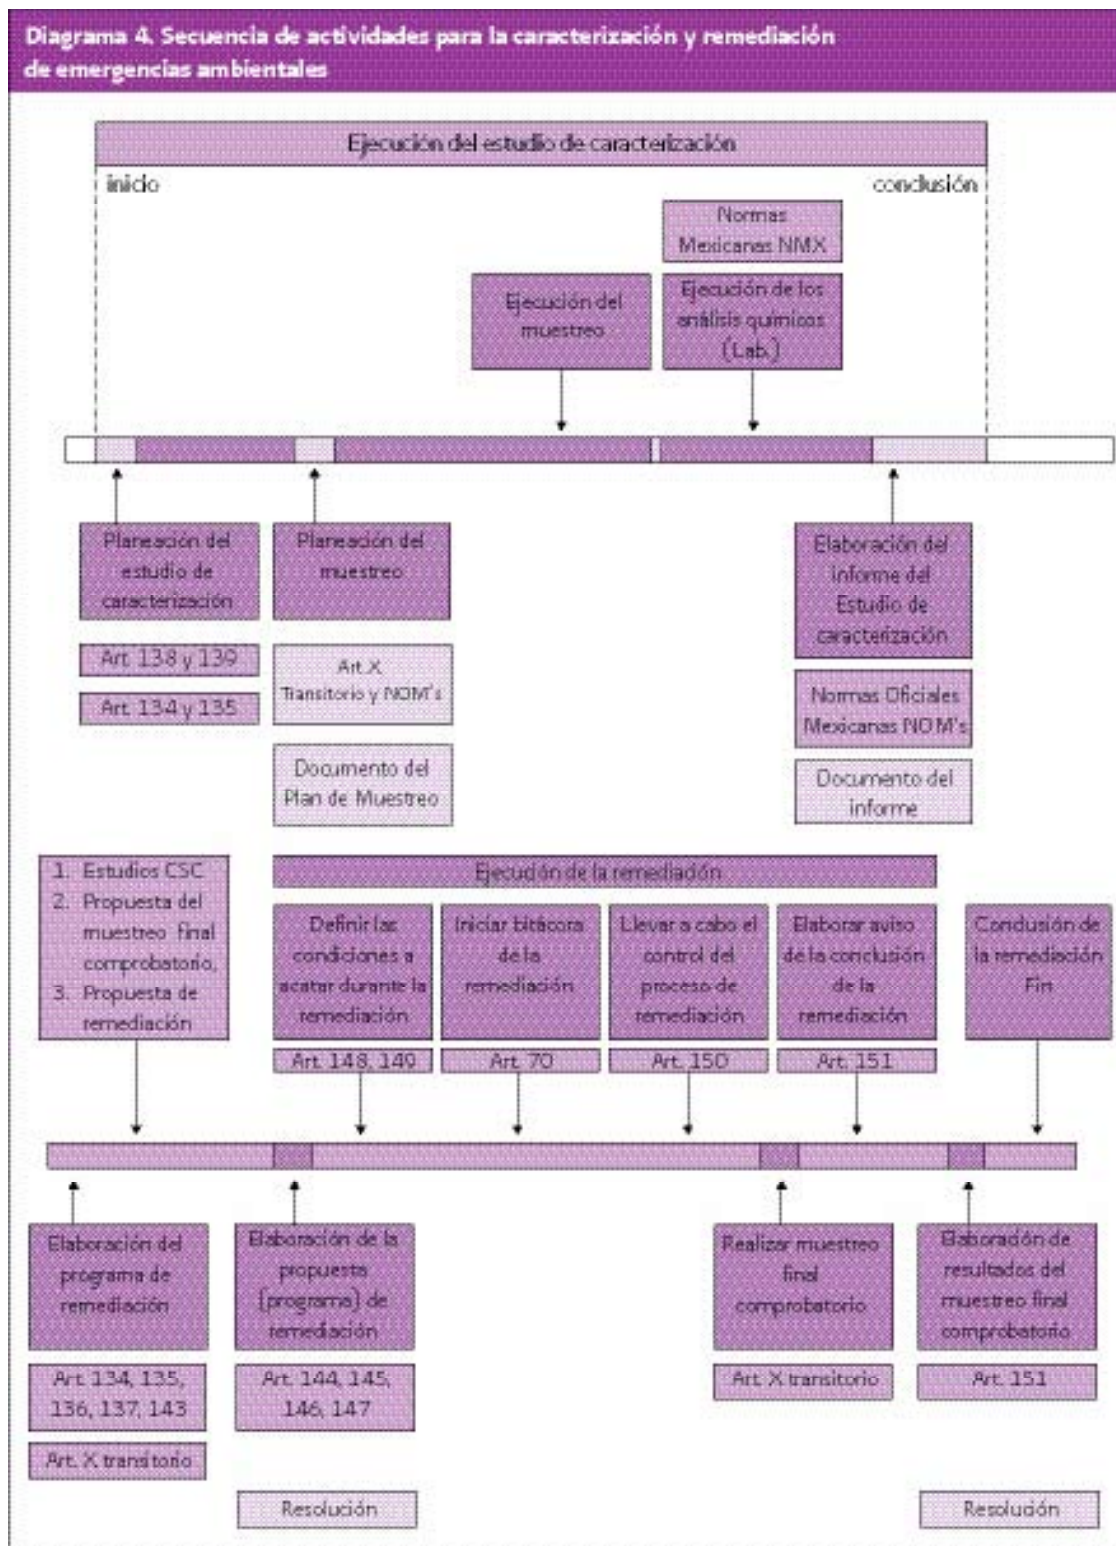 Diagrama 4. Secuencia de actividades para la caracterización y remediación
de emergencias ambientales
Ejecución del estudio de caracterización
inicio
conclusión
Normas
Mexicanas NMX
Ejecución del
muestreo
Ejecución de los
análisis químicos
(Lab.)
Planeación del
estudio de
caracterización
Art. 138 y 139
Art. 134 y 135
Planeación del
muestreo
Art. X
Transitorio y NOM's
Documento del
Plan de Muestreo
Elaboración del
informe del
Estudio de
caracterización
Normas Oficiales
Mexicanas NOM's
Documento del
informe
1. Estudios CSC
2. Propuesta del
muestreo final
comprobatorio,
3. Propuesta de
remediación
Ejecución de la remediación
Definir las
condiciones a
acatar durante la
remediación
Art. 148, 149
Iniciar bitácora
de la
remediación
Art. 70
Llevar a cabo el
control del
proceso de
remediación
Art. 150
Elaborar aviso
de la conclusión
de la
remediación
Art. 151
Conclusión de
la remediación
Fin
Elaboración del
programa de
remediación
Art. 134, 135,
136, 137, 143
Art. X transitorio
Elaboración de la
propuesta
(programa) de
remediación
Art. 144, 145,
146, 147
Resolución
Realizar muestreo
final
comprobatorio
Art. X transitorio
Elaboración de
resultados del
muestreo final
comprobatorio
Art. 151
Resolución